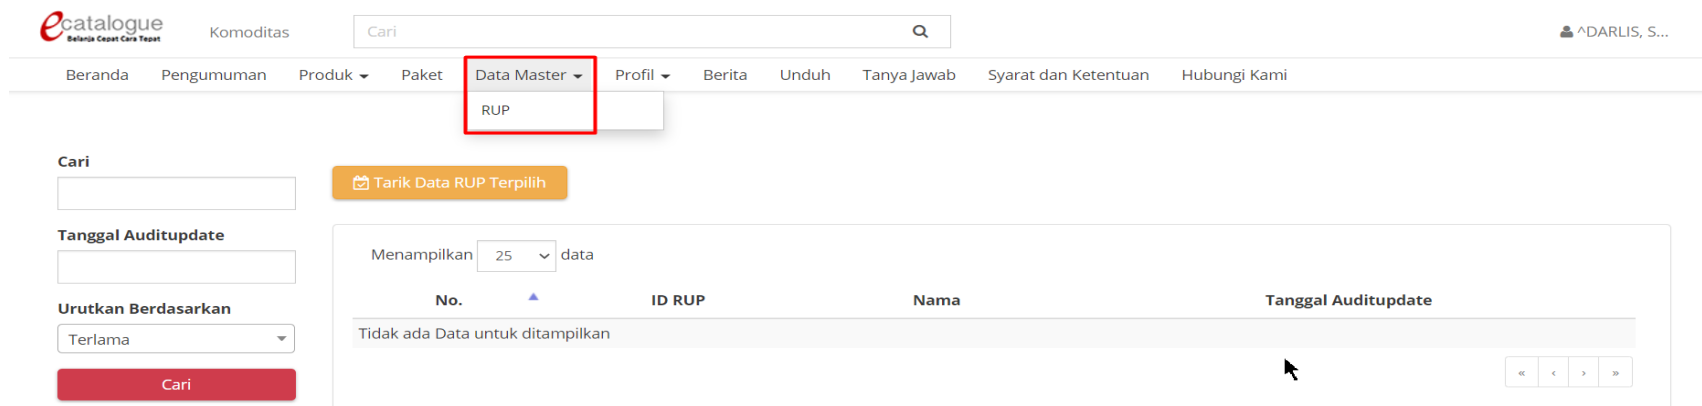 ecatalogue
Belanja Cepat Cara Tepat
Komoditas
Cari
^DARLIS, S...
Beranda Pengumuman Produk Paket Data Master Profil Berita Unduh Tanya Jawab Syarat dan Ketentuan Hubungi Kami
RUP
Cari
Tarik Data RUP Terpilih
Tanggal Auditupdate
Menampilkan 25 data
No. ID RUP Nama Tanggal Auditupdate
Urutkan Berdasarkan
Tidak ada Data untuk ditampilkan
Terlama
« ‹ › »
Cari